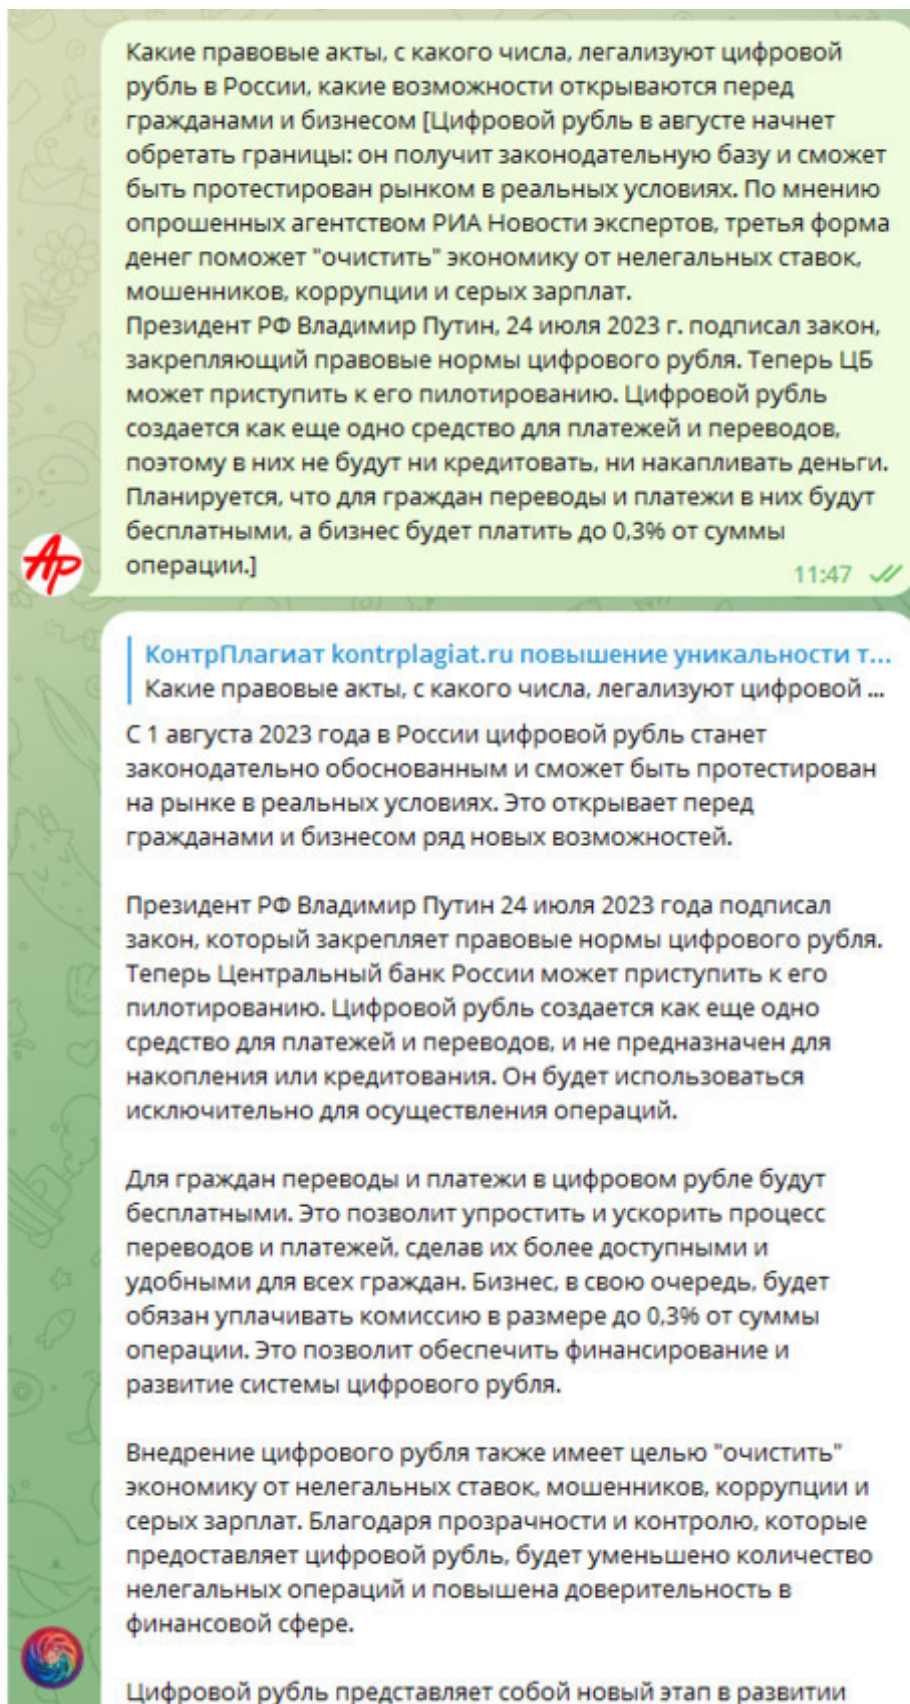 Какие правовые акты, с какого числа, легализуют цифровой
рубль в России, какие возможности открываются перед
гражданами и бизнесом [Цифровой рубль в августе начнет
обретать границы: он получит законодательную базу и сможет
быть протестирован рынком в реальных условиях. По мнению
опрошенных агентством РИА Новости экспертов, третья форма
денег поможет "очистить" экономику от нелегальных ставок,
мошенников, коррупции и серых зарплат.
Президент РФ Владимир Путин, 24 июля 2023 г. подписал закон,
закрепляющий правовые нормы цифрового рубля. Теперь ЦБ
может приступить к его пилотированию. Цифровой рубль
создается как еще одно средство для платежей и переводов,
поэтому в них не будут ни кредитовать, ни накапливать деньги.
Планируется, что для граждан переводы и платежи в них будут
бесплатными, а бизнес будет платить до 0,3% от суммы
операции.]
11:47
Ар
КонтрПлагиат kontrplagiat.ru повышение уникальности т...
Какие правовые акты, с какого числа, легализуют цифровой ...
С 1 августа 2023 года в России цифровой рубль станет
законодательно обоснованным и сможет быть протестирован
на рынке в реальных условиях. Это открывает перед
гражданами и бизнесом ряд новых возможностей.
Президент РФ Владимир Путин 24 июля 2023 года подписал
закон, который закрепляет правовые нормы цифрового рубля.
Теперь Центральный банк России может приступить к его
пилотированию. Цифровой рубль создается как еще одно
средство для платежей и переводов, и не предназначен для
накопления или кредитования. Он будет использоваться
исключительно для осуществления операций.
Для граждан переводы и платежи в цифровом рубле будут
бесплатными. Это позволит упростить и ускорить процесс
переводов и платежей, сделав их более доступными и
удобными для всех граждан. Бизнес, в свою очередь, будет
обязан уплачивать комиссию в размере до 0,3% от суммы
операции. Это позволит обеспечить финансирование и
развитие системы цифрового рубля.
Внедрение цифрового рубля также имеет целью "очистить"
экономику от нелегальных ставок, мошенников, коррупции и
серых зарплат. Благодаря прозрачности и контролю, которые
предоставляет цифровой рубль, будет уменьшено количество
нелегальных операций и повышена доверительность в
финансовой сфере.
Цифровой рубль представляет собой новый этап в развитии